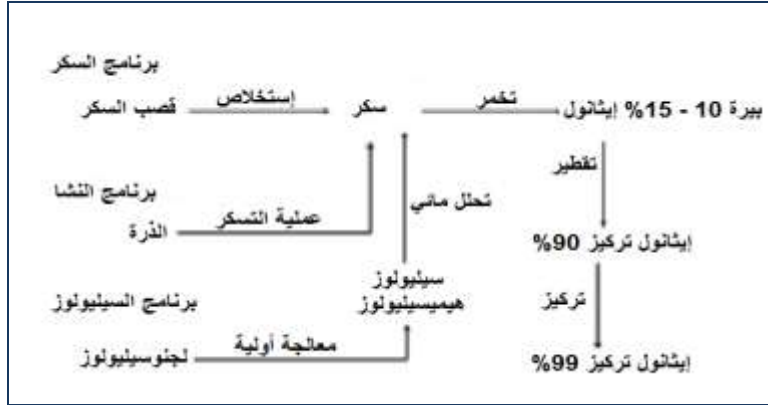 برنامج السكر
قصب السكر
إستخلاص
سكر
تخمر
بيرة 10 - 15% إيثانول
تقطير
برنامج النشا
الذرة
عملية التسكر
تحلل مائي
إيثانول تركيز 90%
سيليولوز
هيميسيليولوز
تركيز
برنامج السيليولوز
لجنوسيليولوز
معالجة أولية
إيثانول تركيز 99%